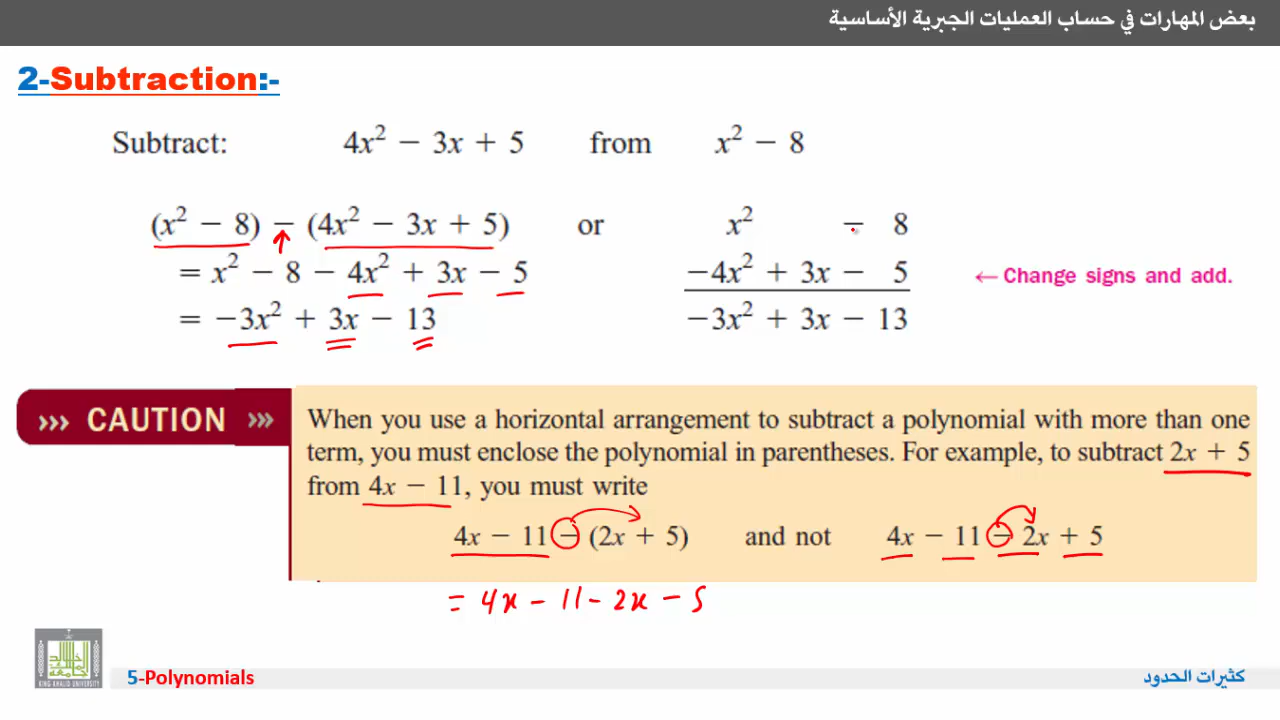 بعض المهارات في حساب العمليات الجبرية الأساسية
2-Subtraction:-
Subtract: 4x² − 3x + 5 from x² − 8
(x² − 8) − (4x² − 3x + 5) or x² − 8
= x² − 8 − 4x² + 3x − 5 −4x² + 3x − 5 ← Change signs and add.
= −3x² + 3x − 13 −3x² + 3x − 13
››› CAUTION ›››
When you use a horizontal arrangement to subtract a polynomial with more than one
term, you must enclose the polynomial in parentheses. For example, to subtract 2x + 5
from 4x − 11, you must write
4x − 11 − (2x + 5) and not 4x − 11 − 2x + 5
= 4x − 11 − 2x − 5
KING KHALID UNIVERSITY
5-Polynomials
كثيرات الحدود